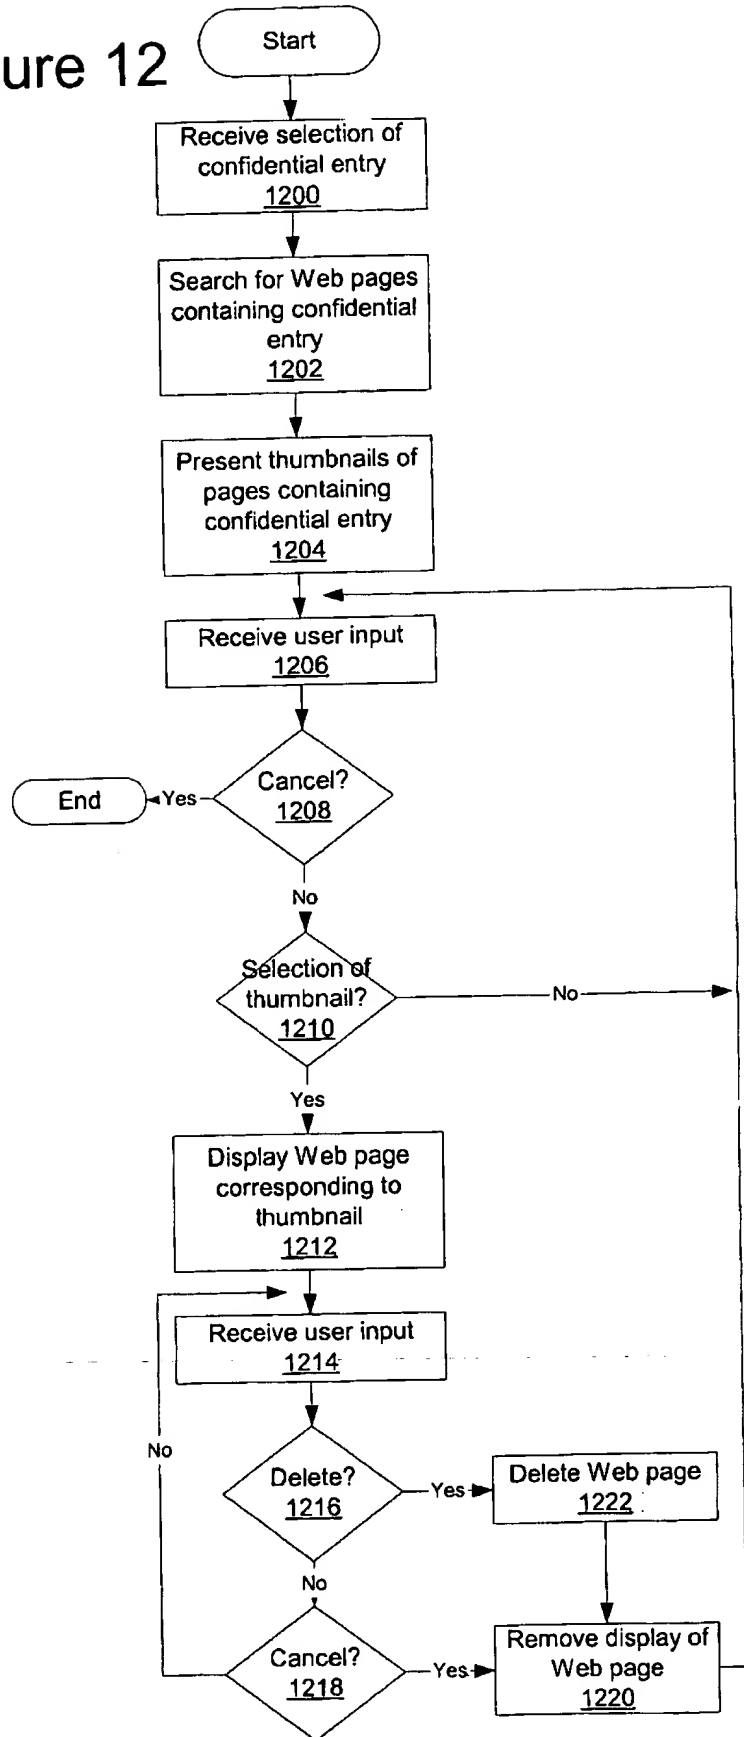 ure 12
Start
Receive selection of
confidential entry
1200
Search for Web pages
containing confidential
entry
1202
Present thumbnails of
pages containing
confidential entry
1204
Receive user input
1206
Cancel?
1208
Yes
End
No
Selection of
thumbnail?
1210
No
Yes
Display Web page
corresponding to
thumbnail
1212
Receive user input
1214
No
Delete?
1216
Yes
Delete Web page
1222
No
Cancel?
1218
Yes
Remove display of
Web page
1220